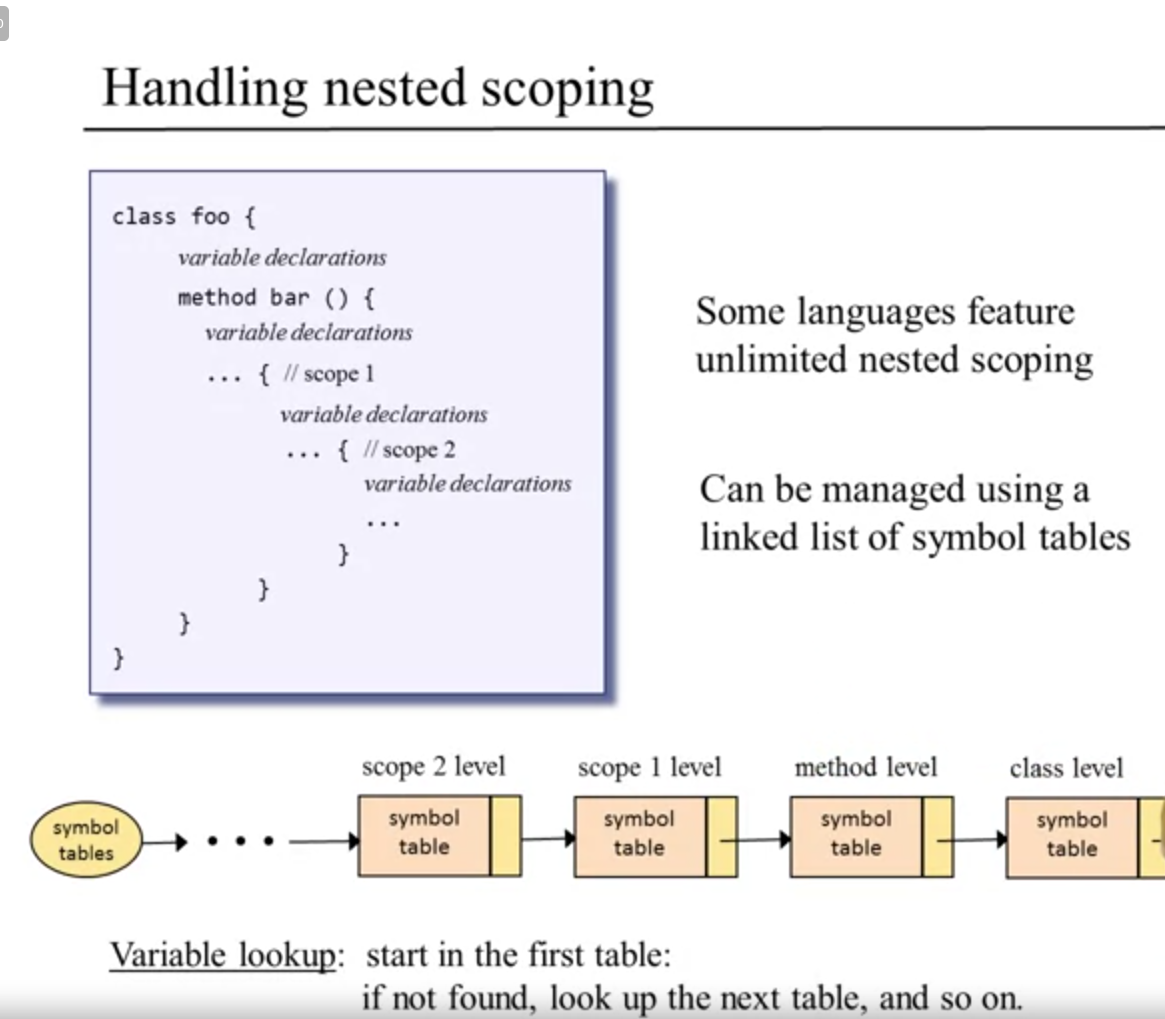 Handling nested scoping
class foo {
variable declarations
method bar () {
variable declarations
... { // scope 1
variable declarations
... { // scope 2
variable declarations
...
}
}
}
}
Some languages feature
unlimited nested scoping
Can be managed using a
linked list of symbol tables
scope 2 level
scope 1 level
method level
class level
symbol
tables
• • •
symbol
table
symbol
table
symbol
table
symbol
table
Variable lookup: start in the first table:
if not found, look up the next table, and so on.